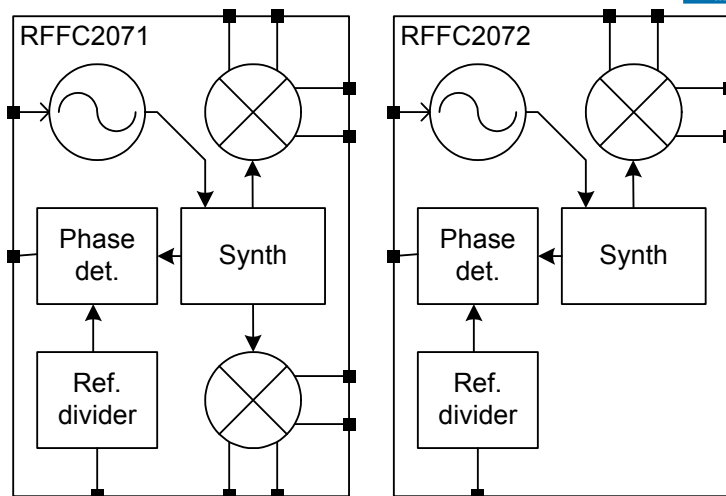 RFFC2071
Phase
det.
Synth
Ref.
divider
RFFC2072
Phase
det.
Synth
Ref.
divider